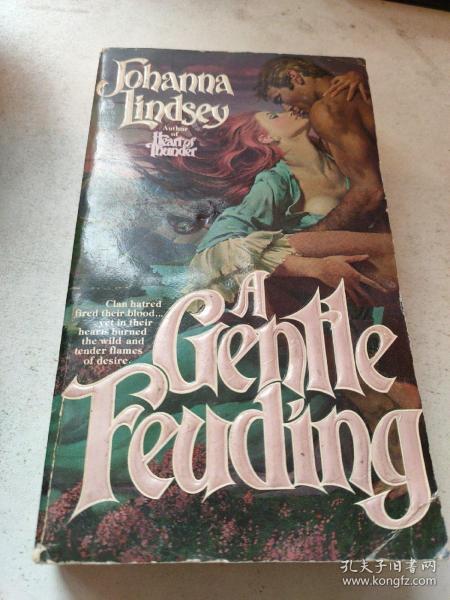 Johanna
Lindsey
Author
of
Heart of
Thunder
Clan hatred
fired their blood...
yet in their
hearts burned
the wild and
tender flames
of desire.
A
Gentle
Feuding
孔夫子旧书网
www.kongfz.com